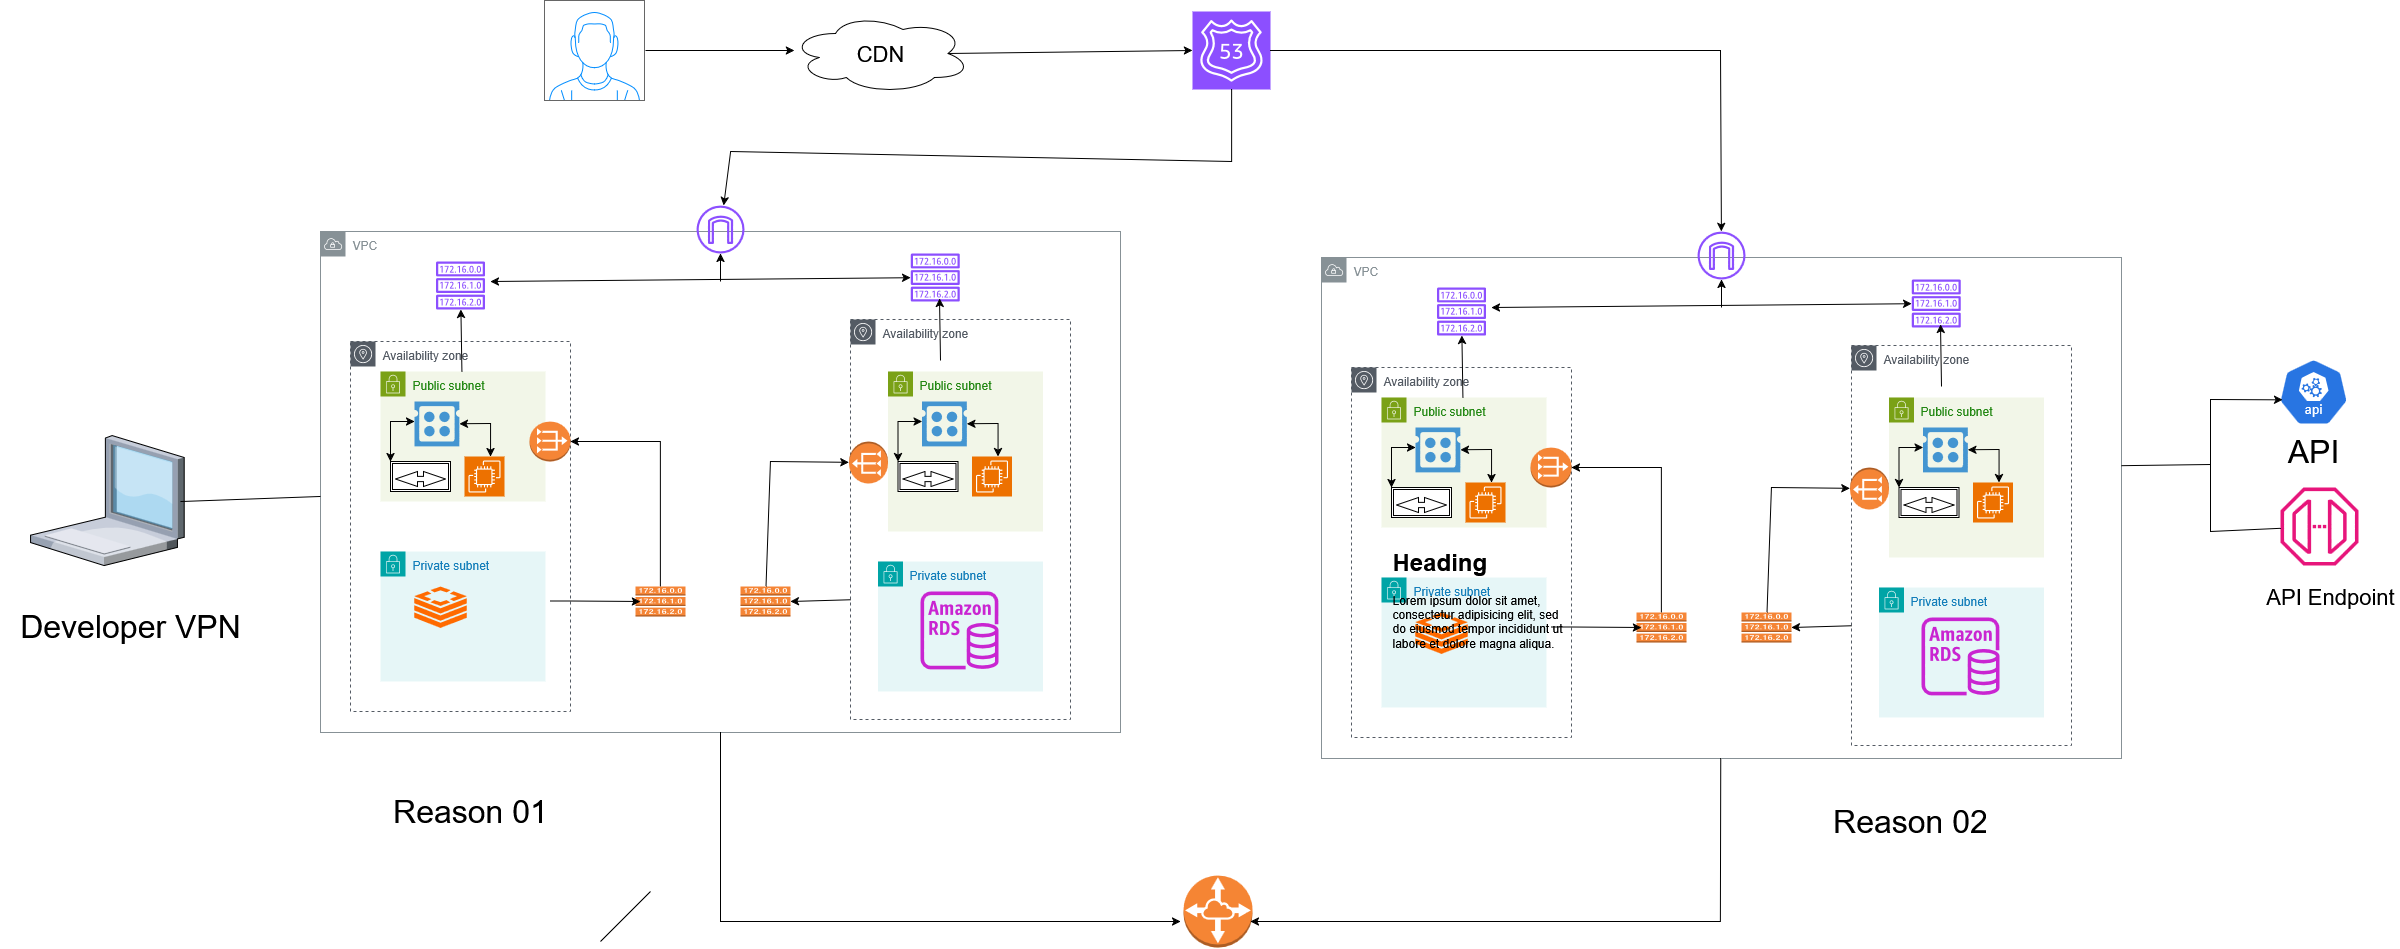 CDN
53
VPC
172.16.0.0
172.16.1.0
172.16.2.0
172.16.0.0
172.16.1.0
172.16.2.0
Availability zone
Availability zone
Public subnet
Public subnet
Private subnet
Private subnet
172.16.0.0
172.16.1.0
172.16.2.0
172.16.0.0
172.16.1.0
172.16.2.0
Amazon
RDS
Developer VPN
Reason 01
VPC
172.16.0.0
172.16.1.0
172.16.2.0
172.16.0.0
172.16.1.0
172.16.2.0
Availability zone
Availability zone
Public subnet
Public subnet
Heading
Private subnet
Lorem ipsum dolor sit amet,
consectetur adipisicing elit, sed
do eiusmod tempor incididunt ut
labore et dolore magna aliqua.
Private subnet
172.16.0.0
172.16.1.0
172.16.2.0
172.16.0.0
172.16.1.0
172.16.2.0
Amazon
RDS
api
API
API Endpoint
Reason 02